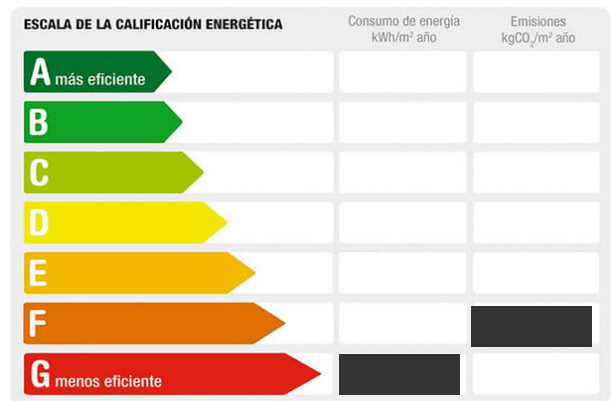 ESCALA DE LA CALIFICACIÓN ENERGÉTICA
Consumo de energía
kWh/m² año
Emisiones
kgCO₂/m² año
A más eficiente
B
C
D
E
F
G menos eficiente